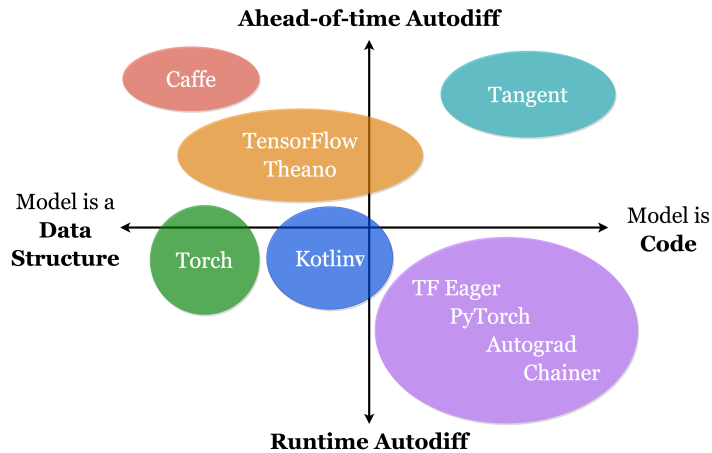 Ahead-of-time Autodiff
Caffe
Tangent
TensorFlow
Theano
Model is a
Data
Structure
Model is
Code
Torch
Kotlin∇
TF Eager
PyTorch
Autograd
Chainer
Runtime Autodiff